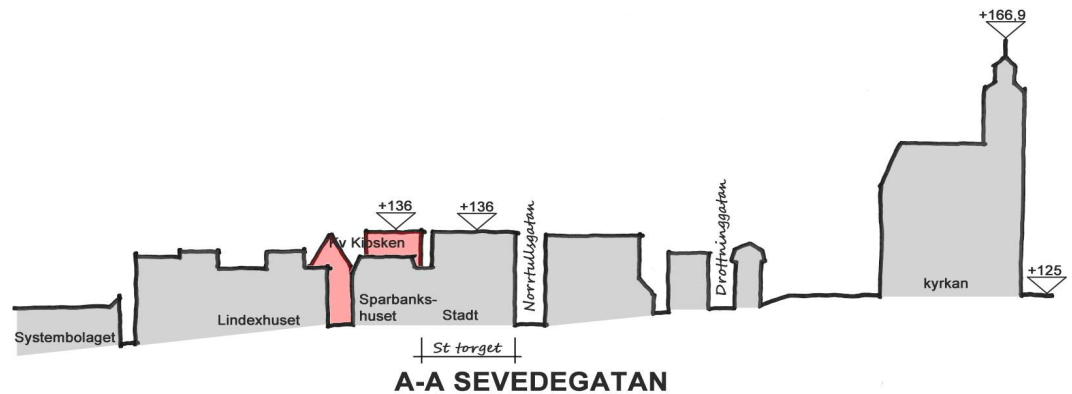 +166,9
+136
+136
Norrtullsgatan
Drottninggatan
Kv Kiosken
+125
kyrkan
Sparbanks-
huset
Stadt
Lindexhuset
Systembolaget
St torget
A-A SEVEDEGATAN